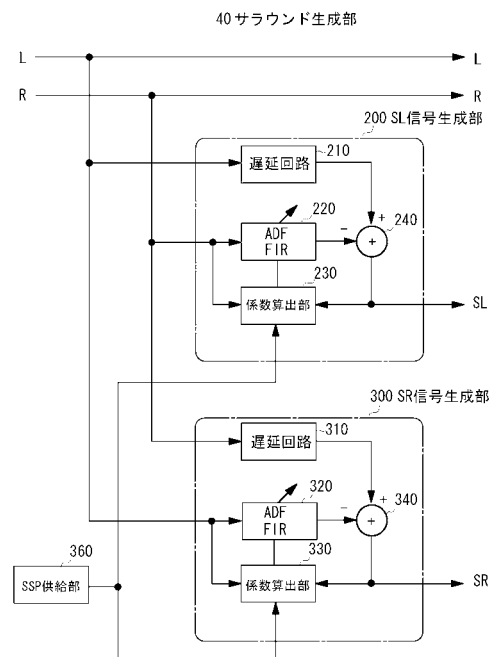 40 サラウンド生成部
L
L
R
R
200 SL信号生成部
210
遅延回路
220
+
240
ADF
FIR
−
+
230
係数算出部
SL
300 SR信号生成部
310
遅延回路
320
+
340
ADF
FIR
−
+
360
330
SSP供給部
係数算出部
SR